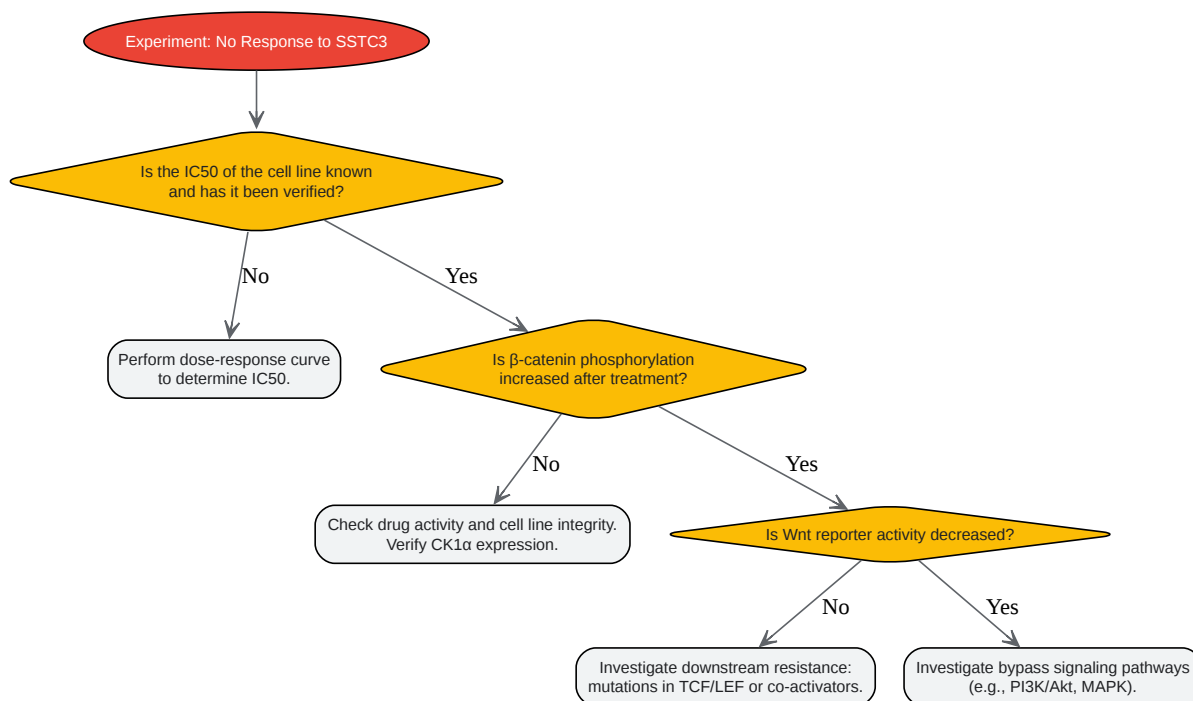 Experiment: No Response to SSTC3
Is the IC50 of the cell line known
and has it been verified?
No
Yes
Perform dose-response curve
to determine IC50.
Is β-catenin phosphorylation
increased after treatment?
No
Yes
Check drug activity and cell line integrity.
Verify CK1α expression.
Is Wnt reporter activity decreased?
No
Yes
Investigate downstream resistance:
mutations in TCF/LEF or co-activators.
Investigate bypass signaling pathways
(e.g., PI3K/Akt, MAPK).